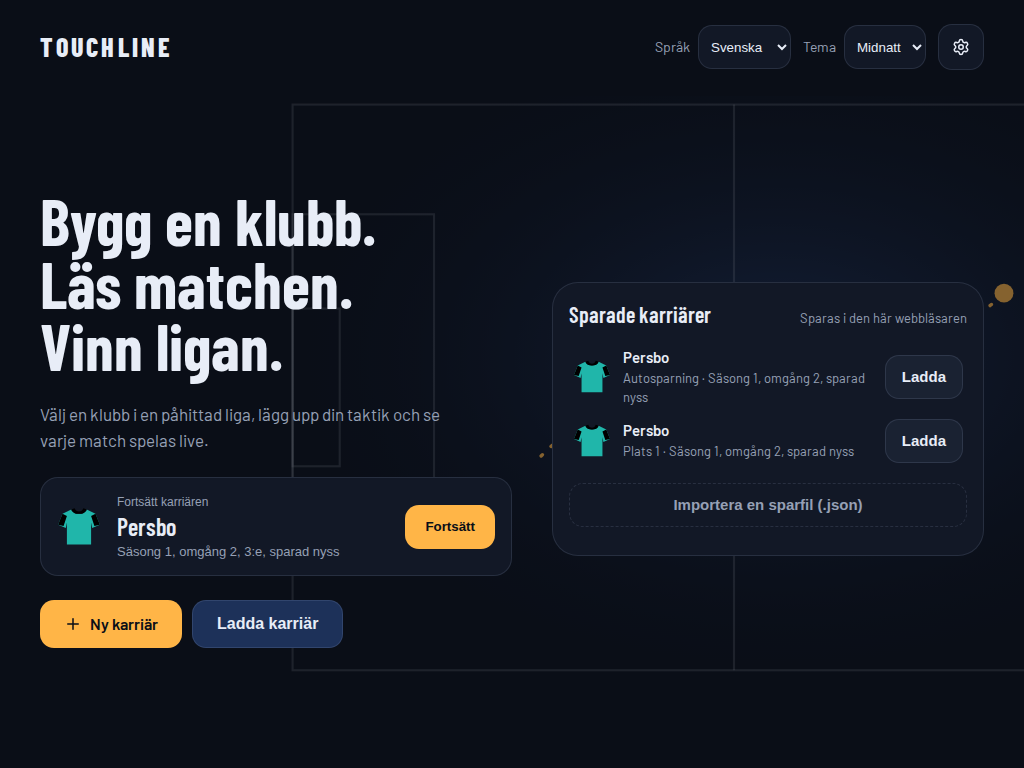 TOUCHLINE
Språk
Svenska
Tema
Midnatt
Bygg en klubb.
Läs matchen.
Vinn ligan.
Välj en klubb i en påhittad liga, lägg upp din taktik och se
varje match spelas live.
Fortsätt karriären
Persbo
Säsong 1, omgång 2, 3:e, sparad nyss
Fortsätt
Ny karriär
Ladda karriär
Sparade karriärer
Sparas i den här webbläsaren
Persbo
Autosparning · Säsong 1, omgång 2, sparad
nyss
Ladda
Persbo
Plats 1 · Säsong 1, omgång 2, sparad nyss
Ladda
Importera en sparfil (.json)